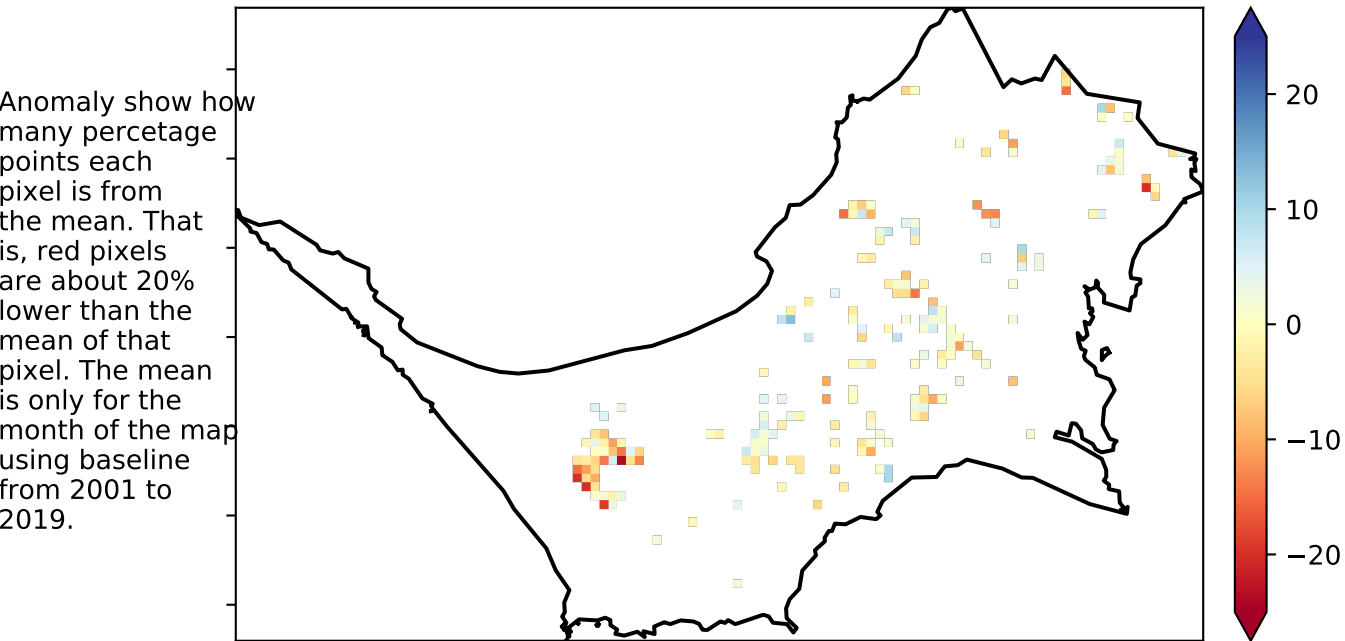 Anomaly show how
many percetage
points each
pixel is from
the mean. That
is, red pixels
are about 20%
lower than the
mean of that
pixel. The mean
is only for the
month of the map
using baseline
from 2001 to
2019.
20
10
0
−10
−20